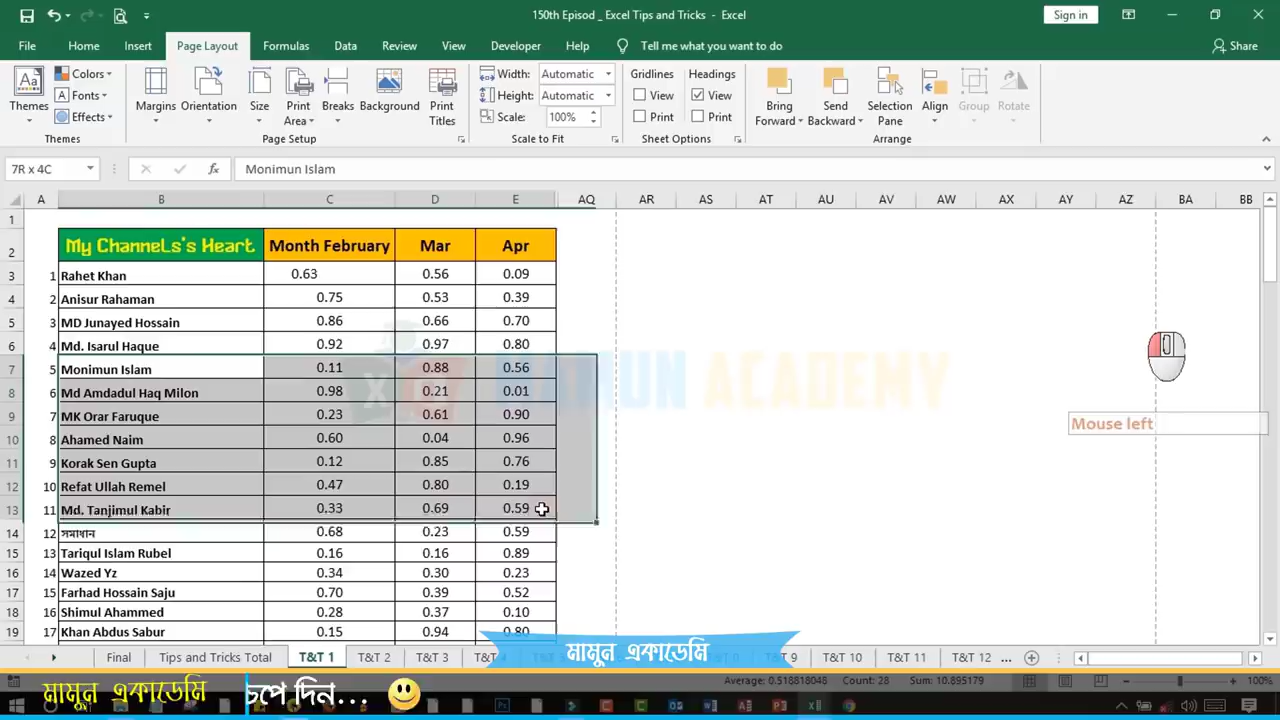 150th Episod _ Excel Tips and Tricks - Excel
Sign in
File Home Insert Page Layout Formulas Data Review View Developer Help Tell me what you want to do Share
Themes Colors Fonts Effects Margins Orientation Size Print Area Breaks Background Print Titles
Width: Automatic Height: Automatic Scale: 100%
Gridlines View Print Headings View Print
Bring Forward Send Backward Selection Pane Align Group Rotate
Themes Page Setup Scale to Fit Sheet Options Arrange
7R x 4C fx Monimun Islam
A B C D E AQ AR AS AT AU AV AW AX AY AZ BA BB
1
2 My Channels's Heart Month February Mar Apr
3 1 Rahet Khan 0.63 0.56 0.09
4 2 Anisur Rahaman 0.75 0.53 0.39
5 3 MD Junayed Hossain 0.86 0.66 0.70
6 4 Md. Isarul Haque 0.92 0.97 0.80
7 5 Monimun Islam 0.11 0.88 0.56
8 6 Md Amdadul Haq Milon 0.98 0.21 0.01
9 7 MK Orar Faruque 0.23 0.61 0.90
10 8 Ahamed Naim 0.60 0.04 0.96
11 9 Korak Sen Gupta 0.12 0.85 0.76
12 10 Refat Ullah Remel 0.47 0.80 0.19
13 11 Md. Tanjimul Kabir 0.33 0.69 0.59
14 12 সমাধান 0.68 0.23 0.59
15 13 Tariqul Islam Rubel 0.16 0.16 0.89
16 14 Wazed Yz 0.34 0.30 0.23
17 15 Farhad Hossain Saju 0.70 0.39 0.52
18 16 Shimul Ahammed 0.28 0.37 0.10
19 17 Khan Abdus Sabur 0.15 0.94 0.80
MAMUN ACADEMY
Mouse left
মামুন একাডেমি
Final Tips and Tricks Total T&T 1 T&T 2 T&T 3 T&T 4 T&T 9 T&T 10 T&T 11 T&T 12 ...
Average: 0.518818048 Count: 28 Sum: 10.895179 100%
মামুন একাডেমি চেপে দিন...